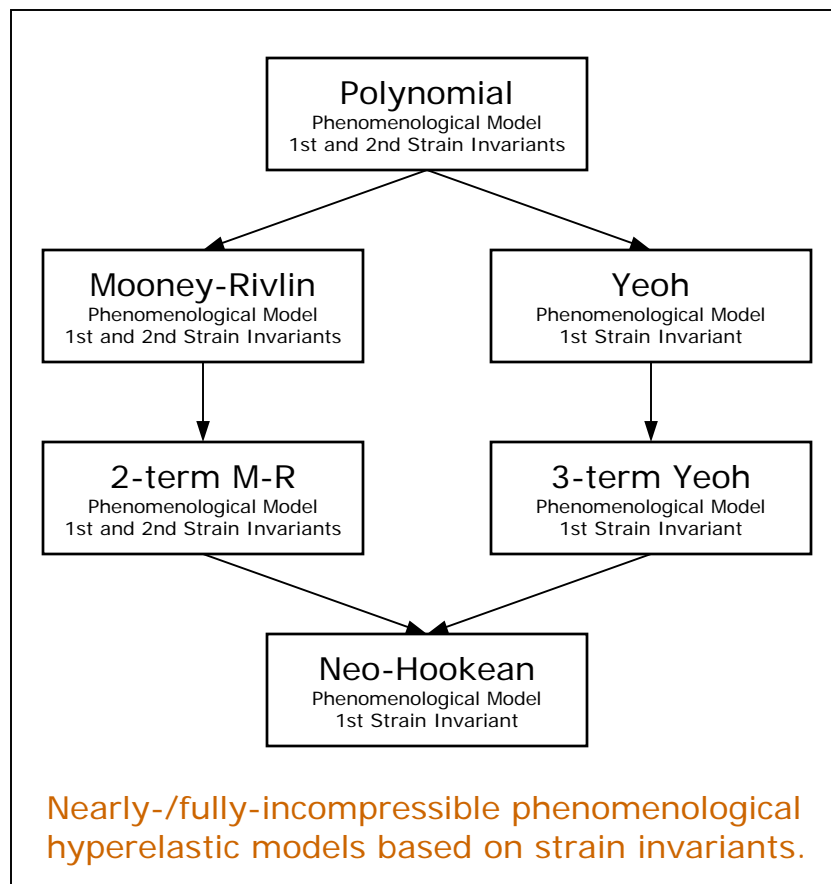 Polynomial
Phenomenological Model
1st and 2nd Strain Invariants
Mooney-Rivlin
Phenomenological Model
1st and 2nd Strain Invariants
Yeoh
Phenomenological Model
1st Strain Invariant
2-term M-R
Phenomenological Model
1st and 2nd Strain Invariants
3-term Yeoh
Phenomenological Model
1st Strain Invariant
Neo-Hookean
Phenomenological Model
1st Strain Invariant
Nearly-/fully-incompressible phenomenological
hyperelastic models based on strain invariants.